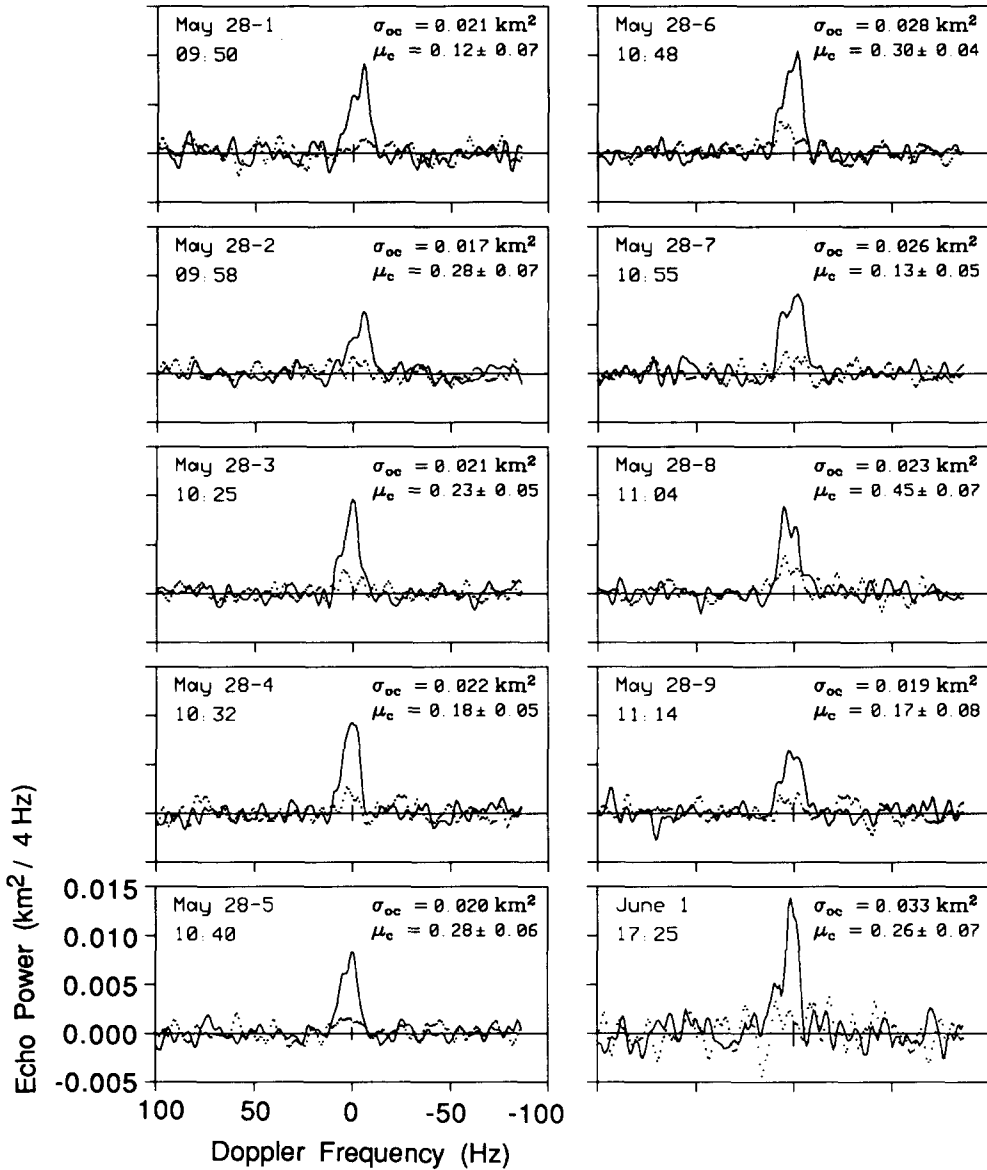 May 28-1
09:50
σoc = 0.021 km²
μc = 0.12± 0.07
May 28-2
09:58
σoc = 0.017 km²
μc = 0.28± 0.07
May 28-3
10:25
σoc = 0.021 km²
μc = 0.23± 0.05
May 28-4
10:32
σoc = 0.022 km²
μc = 0.18± 0.05
May 28-5
10:40
σoc = 0.020 km²
μc = 0.28± 0.06
May 28-6
10:48
σoc = 0.028 km²
μc = 0.30± 0.04
May 28-7
10:55
σoc = 0.026 km²
μc = 0.13± 0.05
May 28-8
11:04
σoc = 0.023 km²
μc = 0.45± 0.07
May 28-9
11:14
σoc = 0.019 km²
μc = 0.17± 0.08
June 1
17:25
σoc = 0.033 km²
μc = 0.26± 0.07
Echo Power (km² / 4 Hz)
0.015
0.010
0.005
0.000
-0.005
100 50 0 -50 -100
Doppler Frequency (Hz)